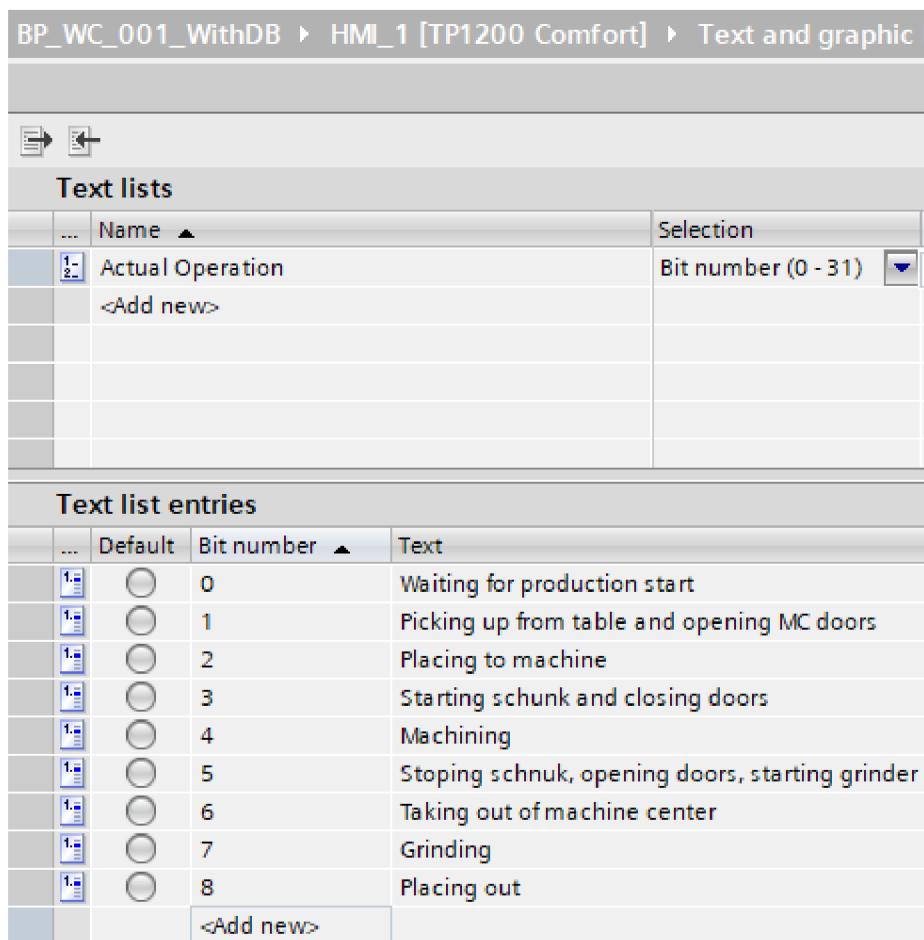 BP_WC_001_WithDB ▸ HMI_1 [TP1200 Comfort] ▸ Text and graphic
Text lists
... Name Selection
Actual Operation Bit number (0 - 31)
<Add new>
Text list entries
... Default Bit number Text
0 Waiting for production start
1 Picking up from table and opening MC doors
2 Placing to machine
3 Starting schunk and closing doors
4 Machining
5 Stoping schnuk, opening doors, starting grinder
6 Taking out of machine center
7 Grinding
8 Placing out
<Add new>